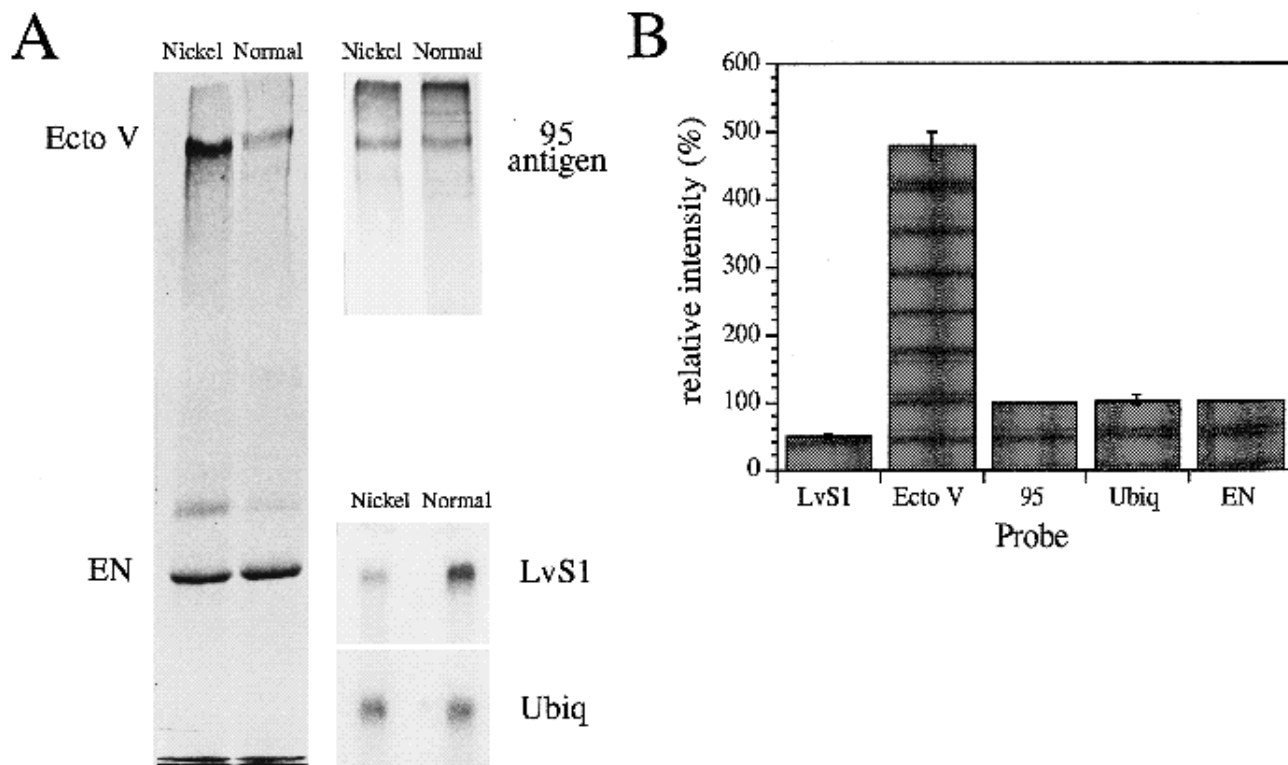 A
Nickel Normal
Ecto V
EN
Nickel Normal
95
antigen
Nickel Normal
LvS1
Ubiq
B
relative intensity (%)
600
500
400
300
200
100
0
LvS1 Ecto V 95 Ubiq EN
Probe